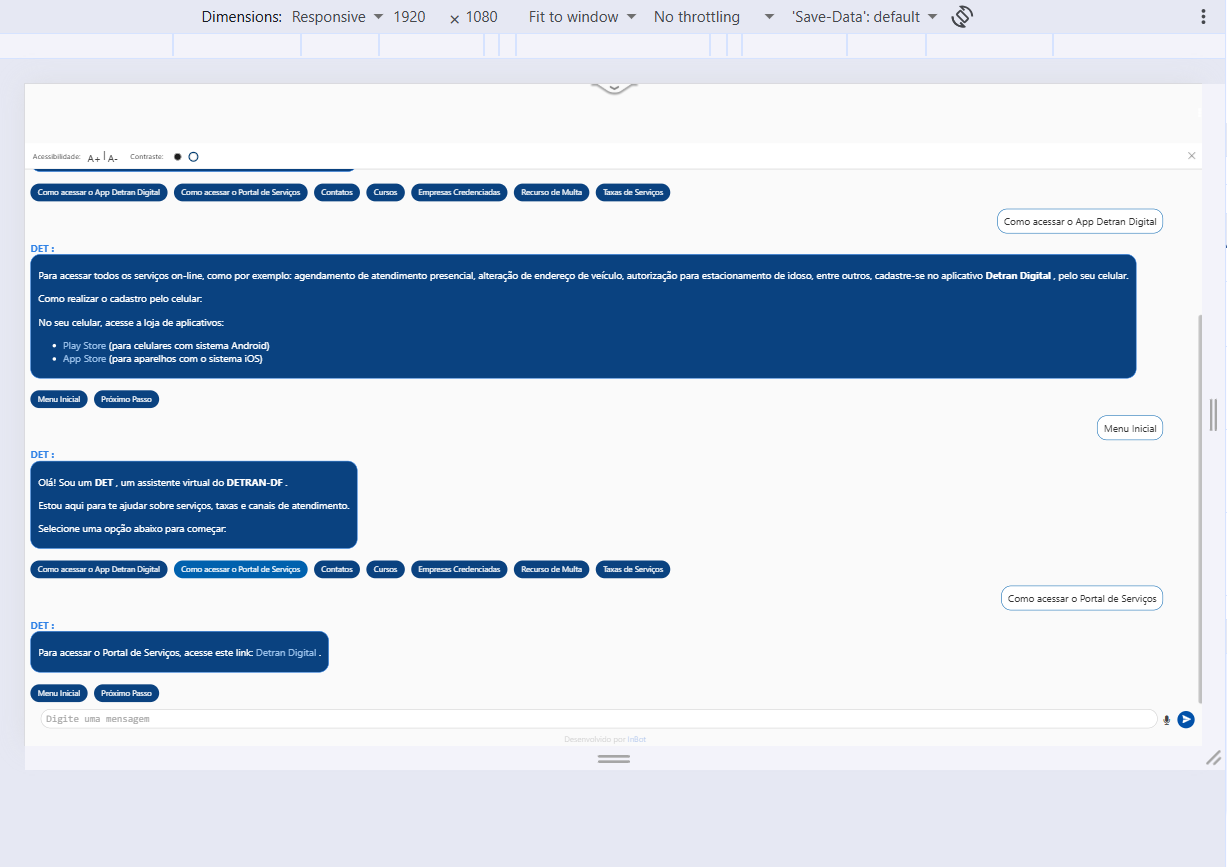 Dimensions: Responsive 1920 × 1080 Fit to window No throttling 'Save-Data': default
Acessibilidade: A+ | A- Contraste:
Como acessar o App Detran Digital Como acessar o Portal de Serviços Contatos Cursos Empresas Credenciadas Recurso de Multa Taxas de Serviços
Como acessar o App Detran Digital
DET :
Para acessar todos os serviços on-line, como por exemplo: agendamento de atendimento presencial, alteração de endereço de veículo, autorização para estacionamento de idoso, entre outros, cadastre-se no aplicativo Detran Digital , pelo seu celular.
Como realizar o cadastro pelo celular:
No seu celular, acesse a loja de aplicativos:
• Play Store (para celulares com sistema Android)
• App Store (para aparelhos com o sistema iOS)
Menu Inicial Próximo Passo
Menu Inicial
DET :
Olá! Sou um DET , um assistente virtual do DETRAN-DF .
Estou aqui para te ajudar sobre serviços, taxas e canais de atendimento.
Selecione uma opção abaixo para começar:
Como acessar o App Detran Digital Como acessar o Portal de Serviços Contatos Cursos Empresas Credenciadas Recurso de Multa Taxas de Serviços
Como acessar o Portal de Serviços
DET :
Para acessar o Portal de Serviços, acesse este link: Detran Digital .
Menu Inicial Próximo Passo
Digite uma mensagem
Desenvolvido por InBot